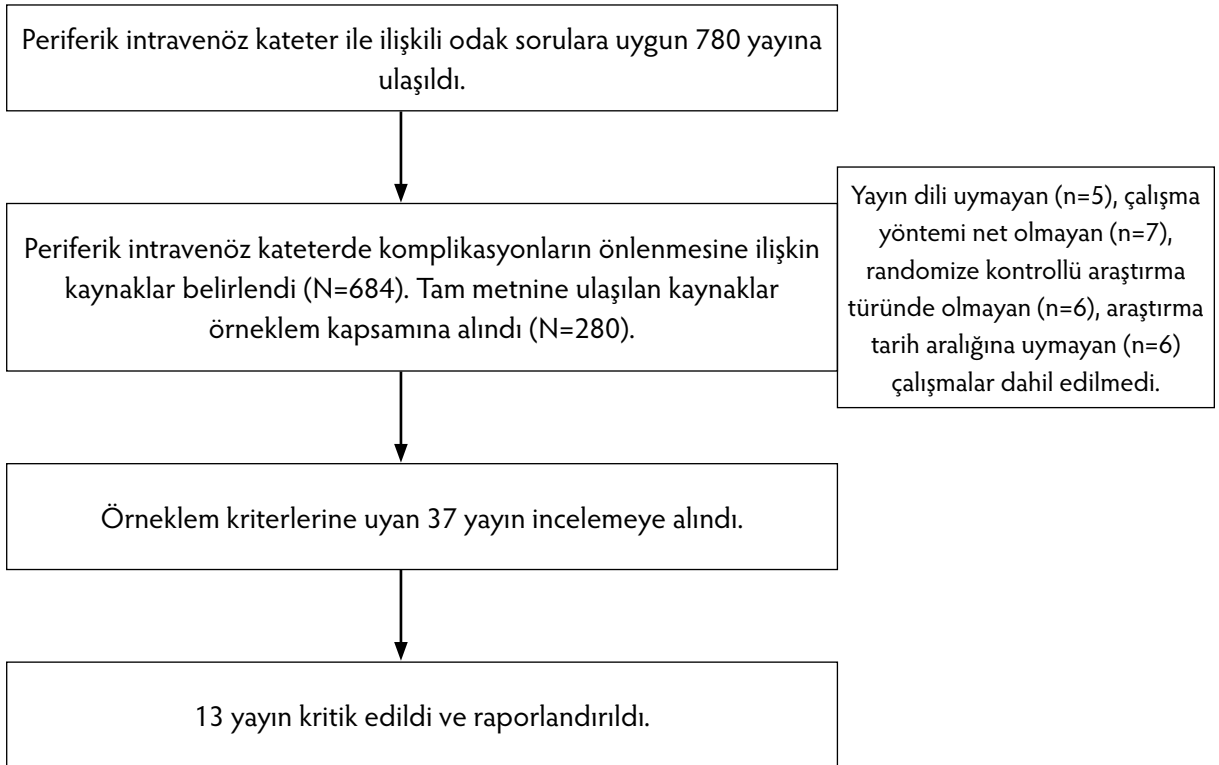 Periferik intravenöz kateter ile ilişkili odak sorulara uygun 780 yayına
ulaşıldı.
Periferik intravenöz kateterde komplikasyonların önlenmesine ilişkin
kaynaklar belirlendi (N=684). Tam metnine ulaşılan kaynaklar
örneklem kapsamına alındı (N=280).
Yayın dili uymayan (n=5), çalışma
yöntemi net olmayan (n=7),
randomize kontrollü araştırma
türünde olmayan (n=6), araştırma
tarih aralığına uymayan (n=6)
çalışmalar dahil edilmedi.
Örneklem kriterlerine uyan 37 yayın incelemeye alındı.
13 yayın kritik edildi ve raporlandırıldı.